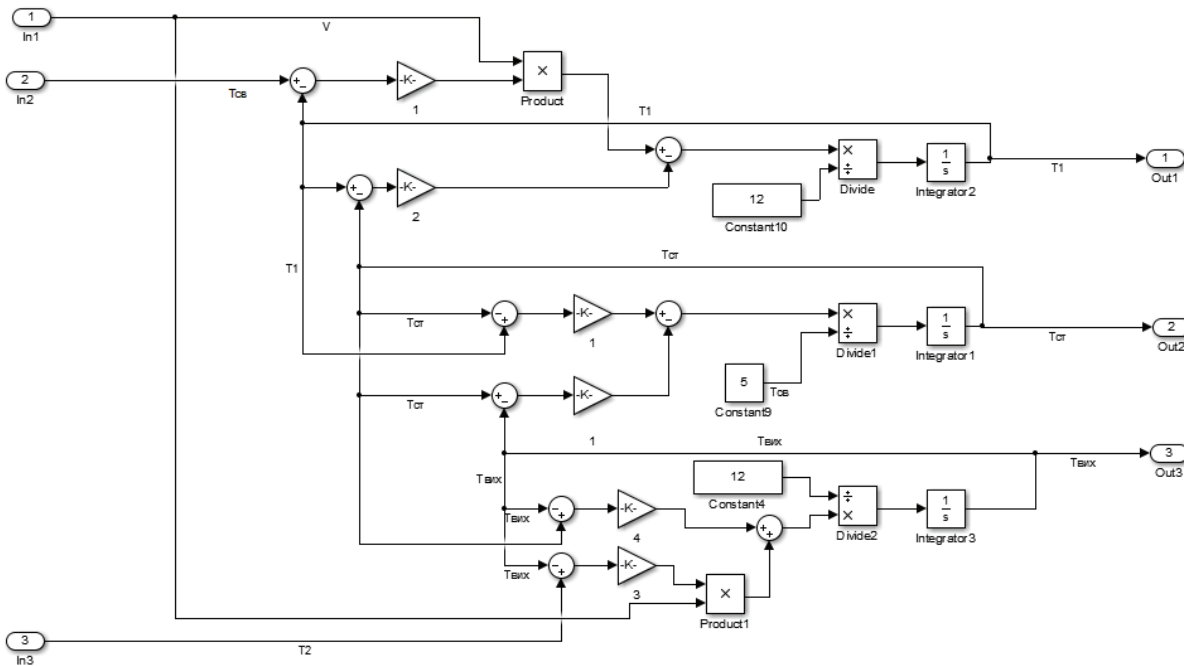 1
In1
V
2
In2
Tсв
-K-
1
×
Product
T1
-K-
2
12
Constant10
×
÷
Divide
1
s
Integrator2
T1
1
Out1
T1
Tст
Tст
-K-
1
×
÷
Divide1
1
s
Integrator1
Tст
2
Out2
5
Constant9
Tсв
Tст
-K-
1
Tвих
Tвих
3
Out3
Tвих
12
Constant4
÷
×
Divide2
1
s
Integrator3
Tвих
-K-
4
Tвих
-K-
3
×
Product1
3
In3
T2